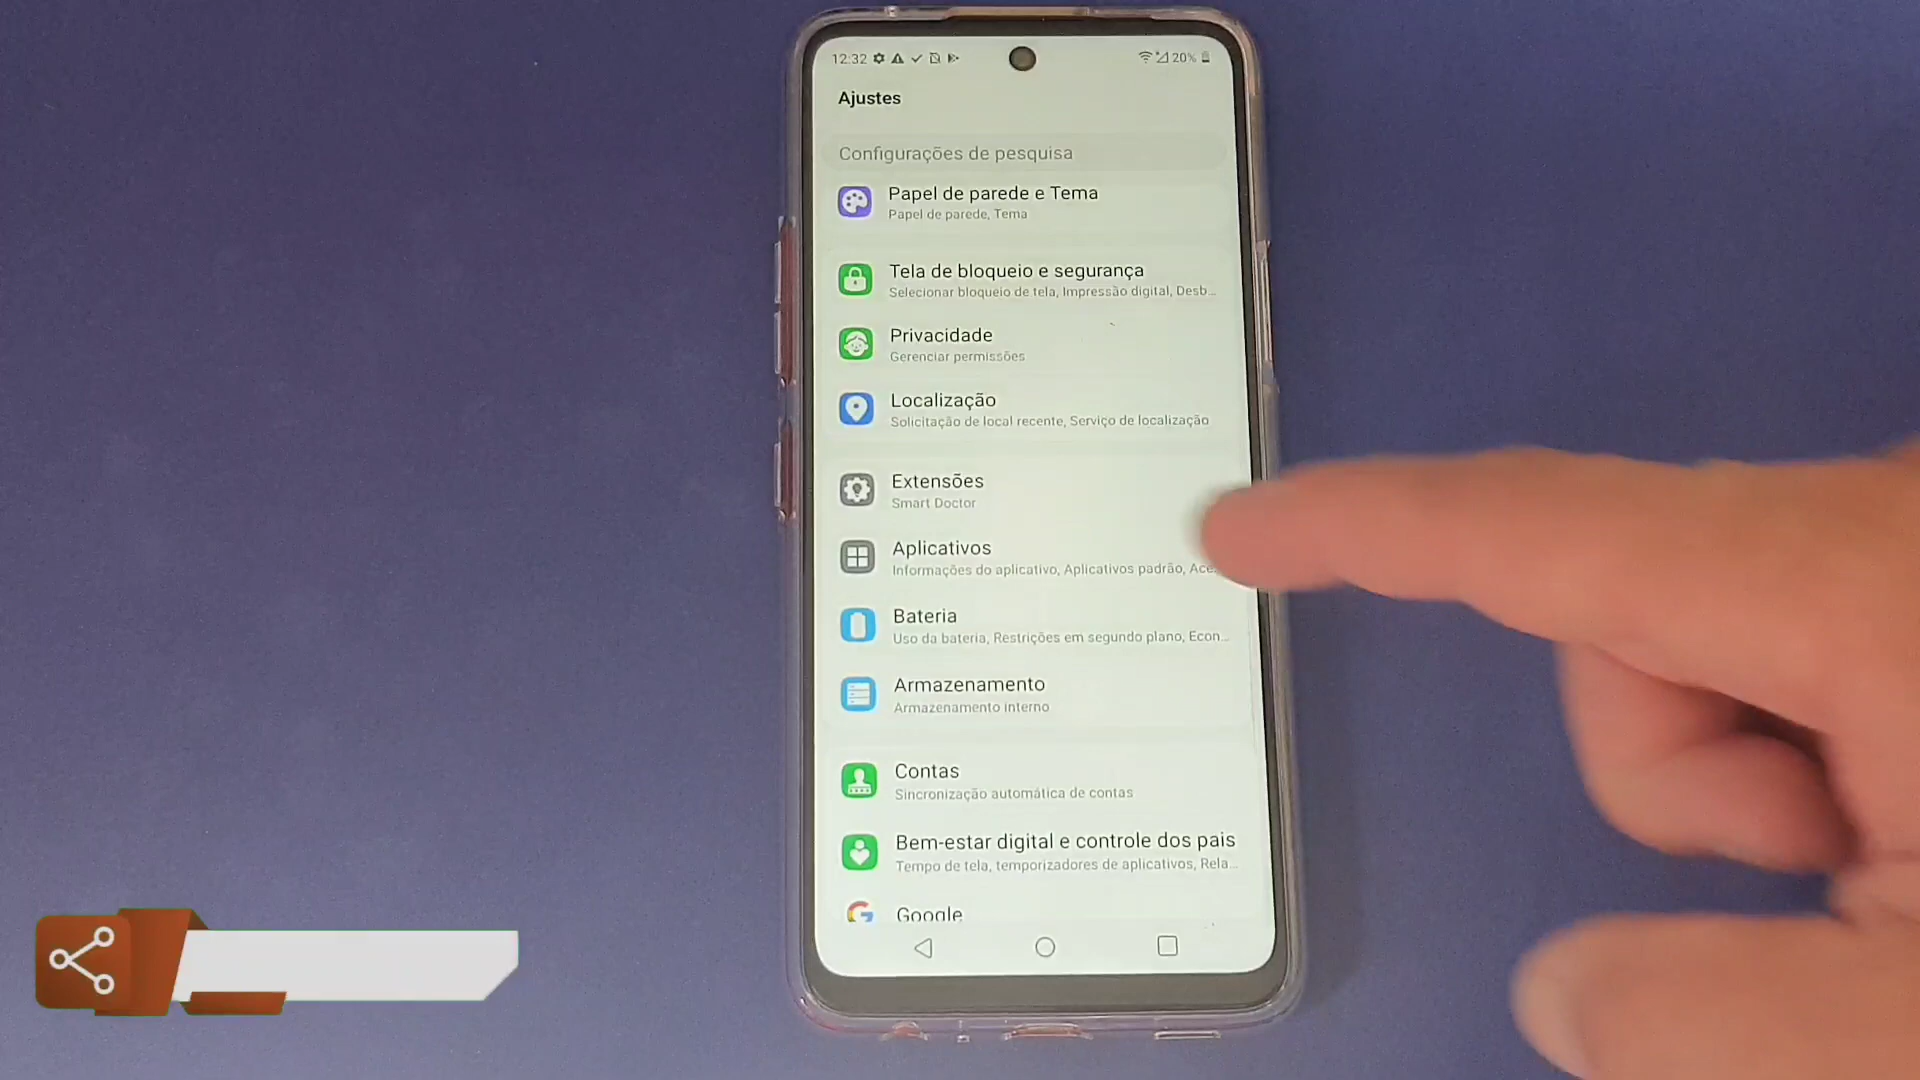 12:32
20%
Ajustes
Configurações de pesquisa
Papel de parede e Tema
Papel de parede, Tema
Tela de bloqueio e segurança
Selecionar bloqueio de tela, Impressão digital, Desb...
Privacidade
Gerenciar permissões
Localização
Solicitação de local recente, Serviço de localização
Extensões
Smart Doctor
Aplicativos
Informações do aplicativo, Aplicativos padrão, Ace
Bateria
Uso da bateria, Restrições em segundo plano, Econ...
Armazenamento
Armazenamento interno
Contas
Sincronização automática de contas
Bem-estar digital e controle dos pais
Tempo de tela, temporizadores de aplicativos, Rela...
Google